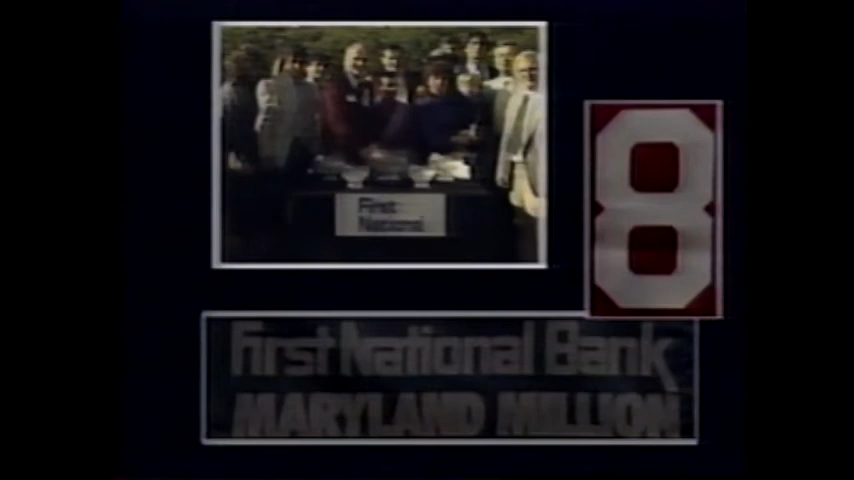 First
National
8
First National Bank
MARYLAND MILLION